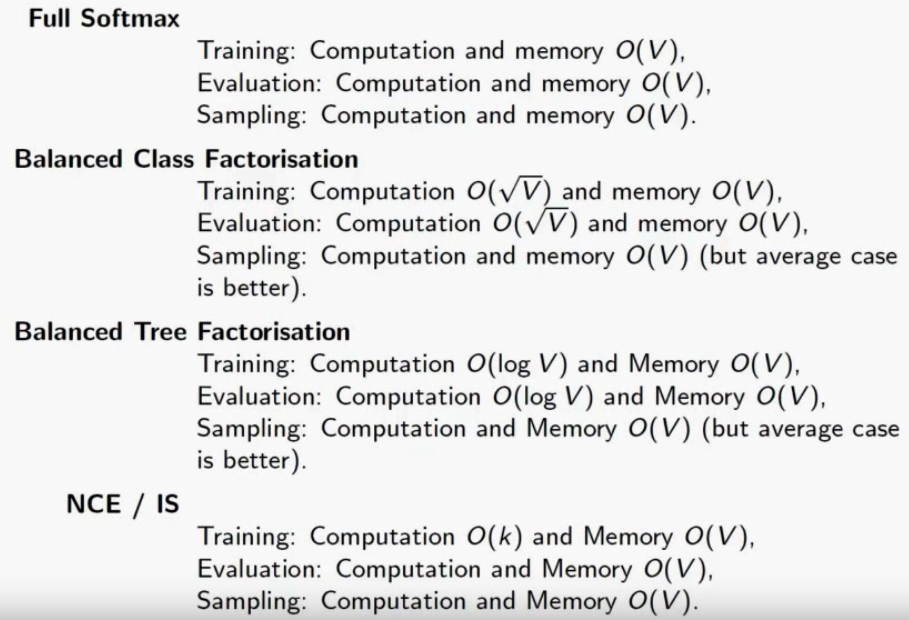 Full Softmax
Training: Computation and memory O(V),
Evaluation: Computation and memory O(V),
Sampling: Computation and memory O(V).
Balanced Class Factorisation
Training: Computation O(√V) and memory O(V),
Evaluation: Computation O(√V) and memory O(V),
Sampling: Computation and memory O(V) (but average case
is better).
Balanced Tree Factorisation
Training: Computation O(log V) and Memory O(V),
Evaluation: Computation O(log V) and Memory O(V),
Sampling: Computation and Memory O(V) (but average case
is better).
NCE / IS
Training: Computation O(k) and Memory O(V),
Evaluation: Computation and Memory O(V),
Sampling: Computation and Memory O(V).